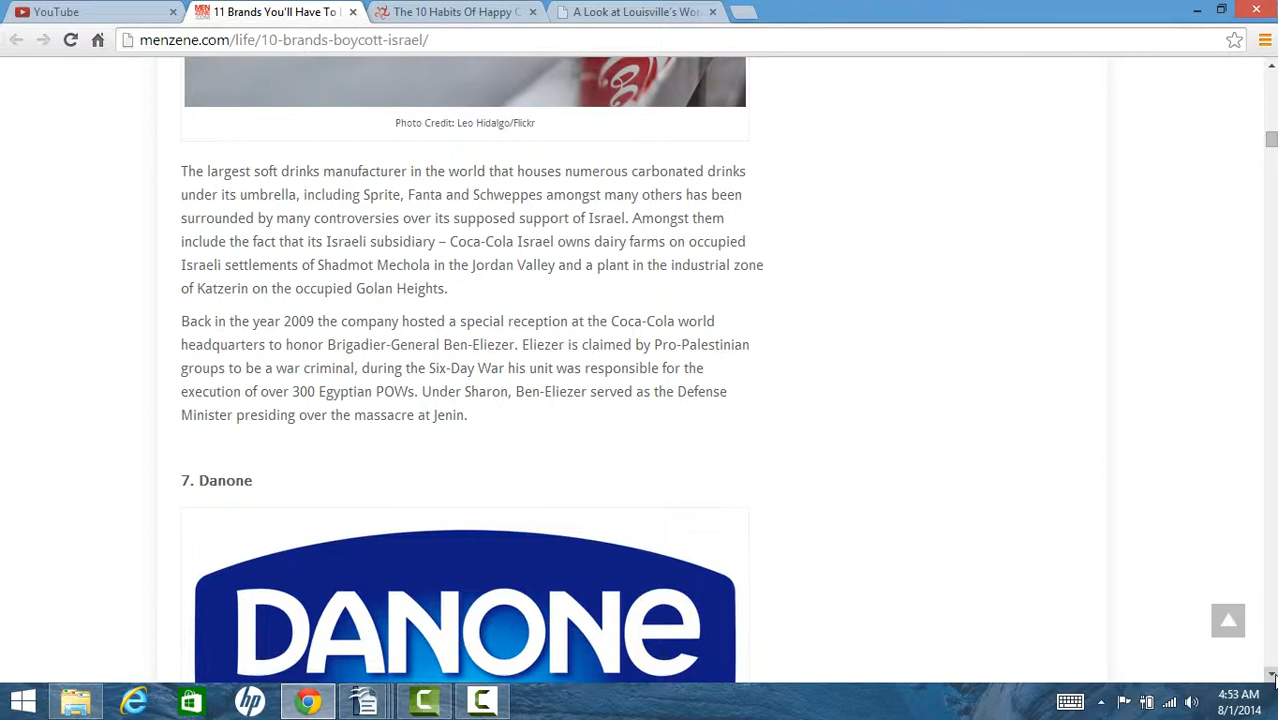 YouTube
11 Brands You'll Have To
The 10 Habits Of Happy C
A Look at Louisville's Wor
menzene.com/life/10-brands-boycott-israel/
Photo Credit: Leo Hidalgo/Flickr
The largest soft drinks manufacturer in the world that houses numerous carbonated drinks
under its umbrella, including Sprite, Fanta and Schweppes amongst many others has been
surrounded by many controversies over its supposed support of Israel. Amongst them
include the fact that its Israeli subsidiary – Coca-Cola Israel owns dairy farms on occupied
Israeli settlements of Shadmot Mechola in the Jordan Valley and a plant in the industrial zone
of Katzerin on the occupied Golan Heights.
Back in the year 2009 the company hosted a special reception at the Coca-Cola world
headquarters to honor Brigadier-General Ben-Eliezer. Eliezer is claimed by Pro-Palestinian
groups to be a war criminal, during the Six-Day War his unit was responsible for the
execution of over 300 Egyptian POWs. Under Sharon, Ben-Eliezer served as the Defense
Minister presiding over the massacre at Jenin.
7. Danone
DANONE
hp
4:53 AM
8/1/2014